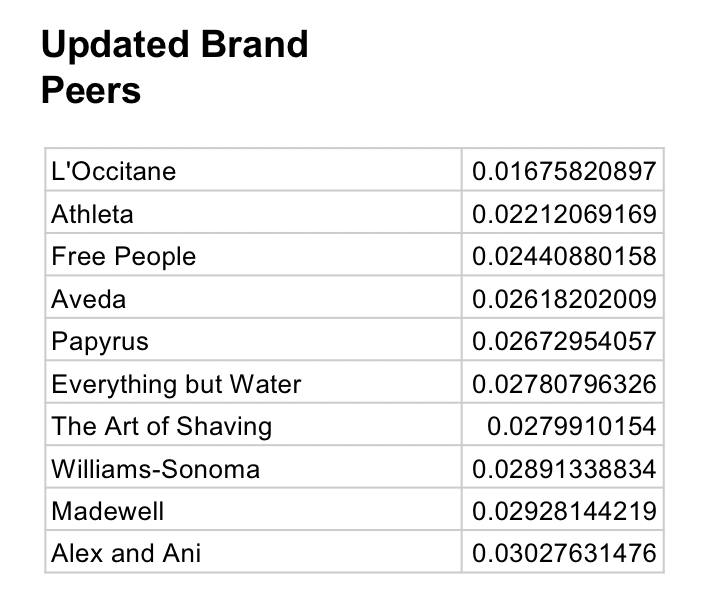 Updated Brand
Peers
L'Occitane 0.01675820897
Athleta 0.02212069169
Free People 0.02440880158
Aveda 0.02618202009
Papyrus 0.02672954057
Everything but Water 0.02780796326
The Art of Shaving 0.0279910154
Williams-Sonoma 0.02891338834
Madewell 0.02928144219
Alex and Ani 0.03027631476